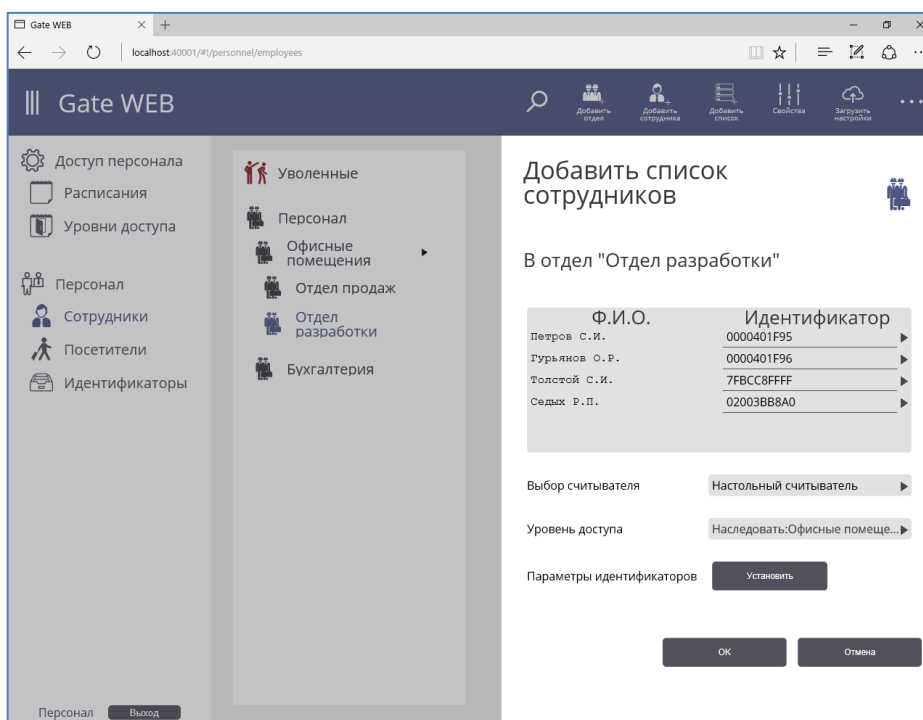 Gate WEB
localhost:40001/#!/personnel/employees
Gate WEB
Добавить отдел
Добавить сотрудника
Добавить список
Свойства
Загрузить настройки
Доступ персонала
Расписания
Уровни доступа
Персонал
Сотрудники
Посетители
Идентификаторы
Персонал
Выход
Уволенные
Персонал
Офисные
помещения
Отдел продаж
Отдел
разработки
Бухгалтерия
Добавить список
сотрудников
В отдел "Отдел разработки"
Ф.И.О. Идентификатор
Петров С.И. 0000401F95
Гурьянов О.Р. 0000401F96
Толстой С.И. 7FBCC8FFFF
Седых Р.П. 02003BB8A0
Выбор считывателя Настольный считыватель
Уровень доступа Наследовать:Офисные помеще...
Параметры идентификаторов Установить
ОК Отмена